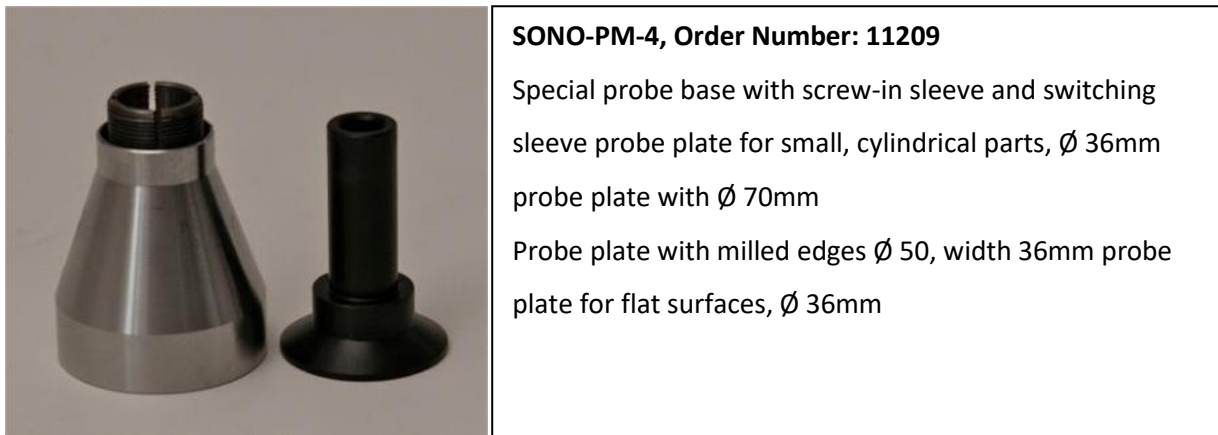 SONO-PM-4, Order Number: 11209
Special probe base with screw-in sleeve and switching
sleeve probe plate for small, cylindrical parts, Ø 36mm
probe plate with Ø 70mm
Probe plate with milled edges Ø 50, width 36mm probe
plate for flat surfaces, Ø 36mm